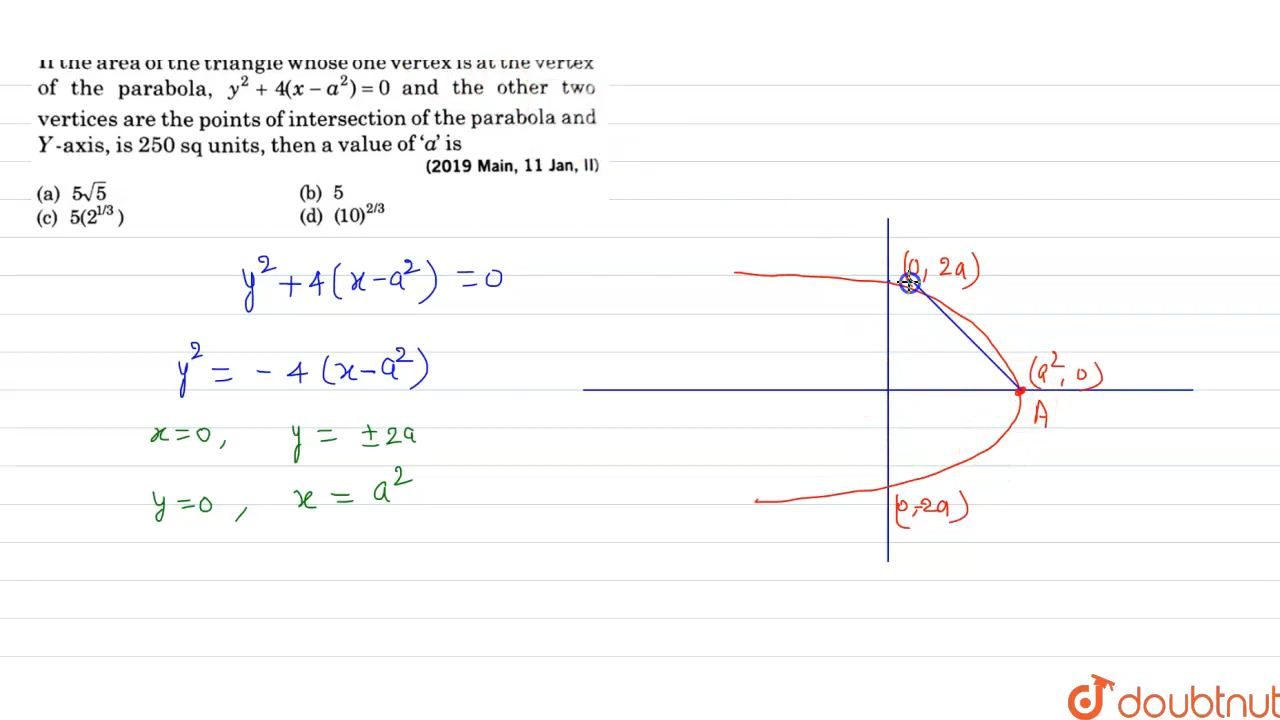 If the area of the triangle whose one vertex is at the vertex
of the parabola, y² + 4(x − a²) = 0 and the other two
vertices are the points of intersection of the parabola and
Y-axis, is 250 sq units, then a value of ‘a’ is
(2019 Main, 11 Jan, II)
(a) 5√5 (b) 5
(c) 5(2^{1/3}) (d) (10)^{2/3}
y² + 4(x − a²) = 0
y² = − 4 (x − a²)
x = 0, y = ± 2a
y = 0, x = a²
(0, 2a)
(a², 0)
A
(0, −2a)
doubtnut